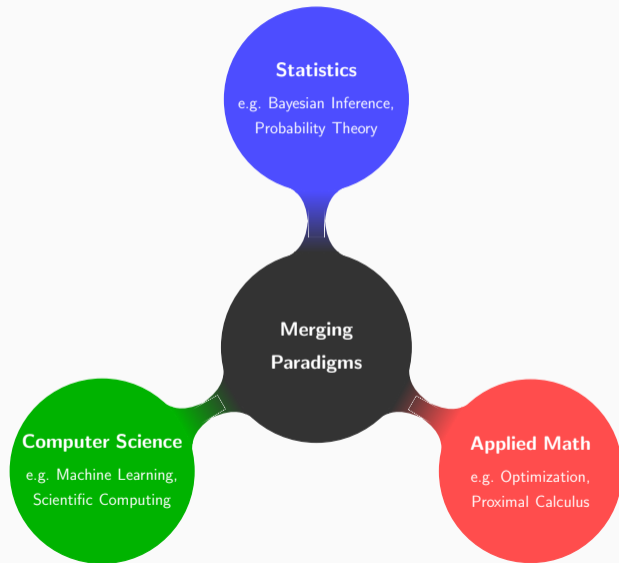 Statistics
e.g. Bayesian Inference,
Probability Theory
Merging
Paradigms
Computer Science
e.g. Machine Learning,
Scientific Computing
Applied Math
e.g. Optimization,
Proximal Calculus